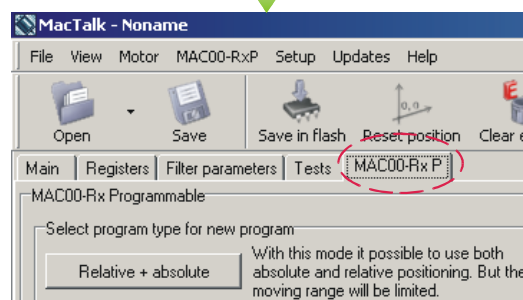 MacTalk - Noname
File View Motor MAC00-RxP Setup Updates Help
0,0
Open Save Save in flash Reset position Clear e
Main Registers Filter parameters Tests MAC00-Rx P
MAC00-Rx Programmable
Select program type for new program
Relative + absolute
With this mode it possible to use both
absolute and relative positioning. But the
moving range will be limited.